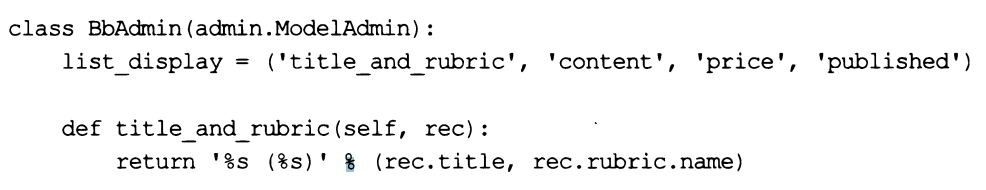 class BbAdmin(admin.ModelAdmin):
    list_display = ('title_and_rubric', 'content', 'price', 'published')
    def title_and_rubric(self, rec):
        return '%s (%s)' % (rec.title, rec.rubric.name)